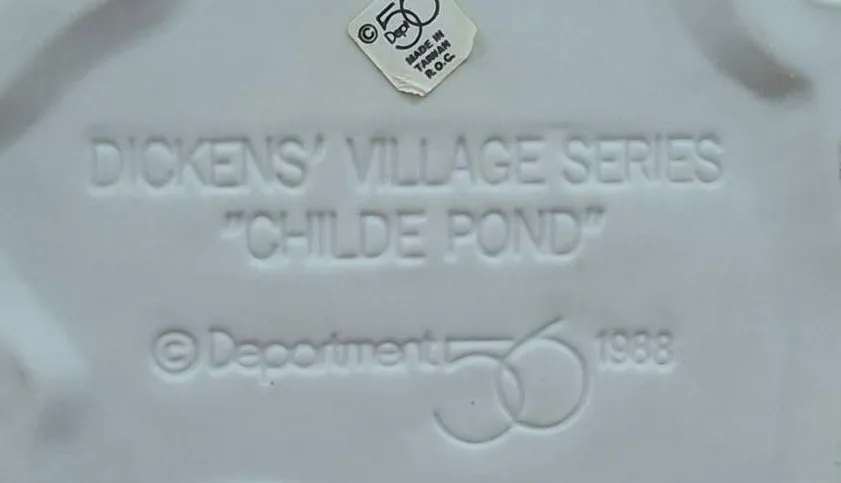 © 56
Dept
MADE IN
TAIWAN
R.O.C.
DICKENS' VILLAGE SERIES
"CHILDE POND"
© Department 56 1988